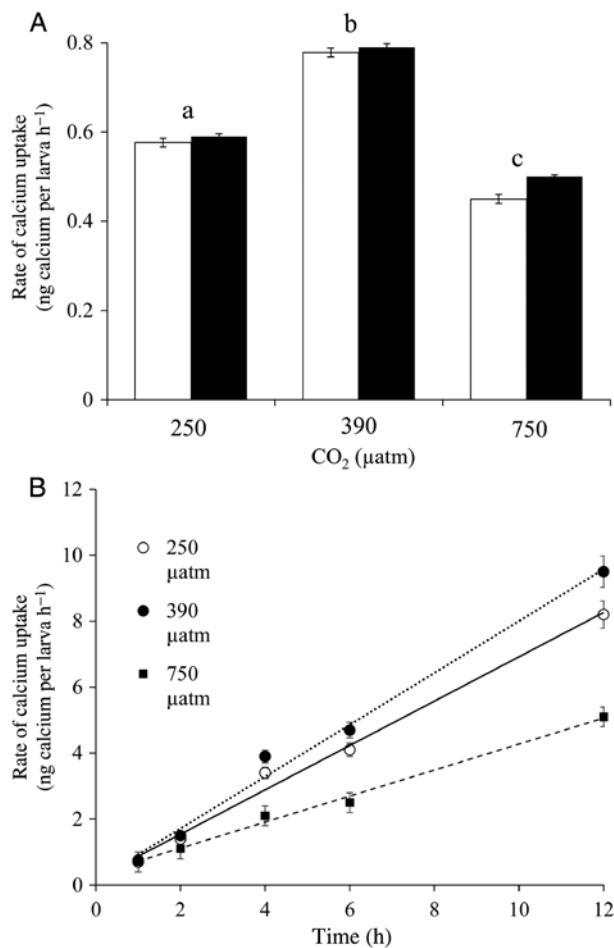 A
Rate of calcium uptake
(ng calcium per larva h⁻¹)
0.8
0.6
0.4
0.2
0
a
b
c
250
390
750
CO₂ (µatm)
B
Rate of calcium uptake
(ng calcium per larva h⁻¹)
12
10
8
6
4
2
0
250
µatm
390
µatm
750
µatm
0
2
4
6
8
10
12
Time (h)